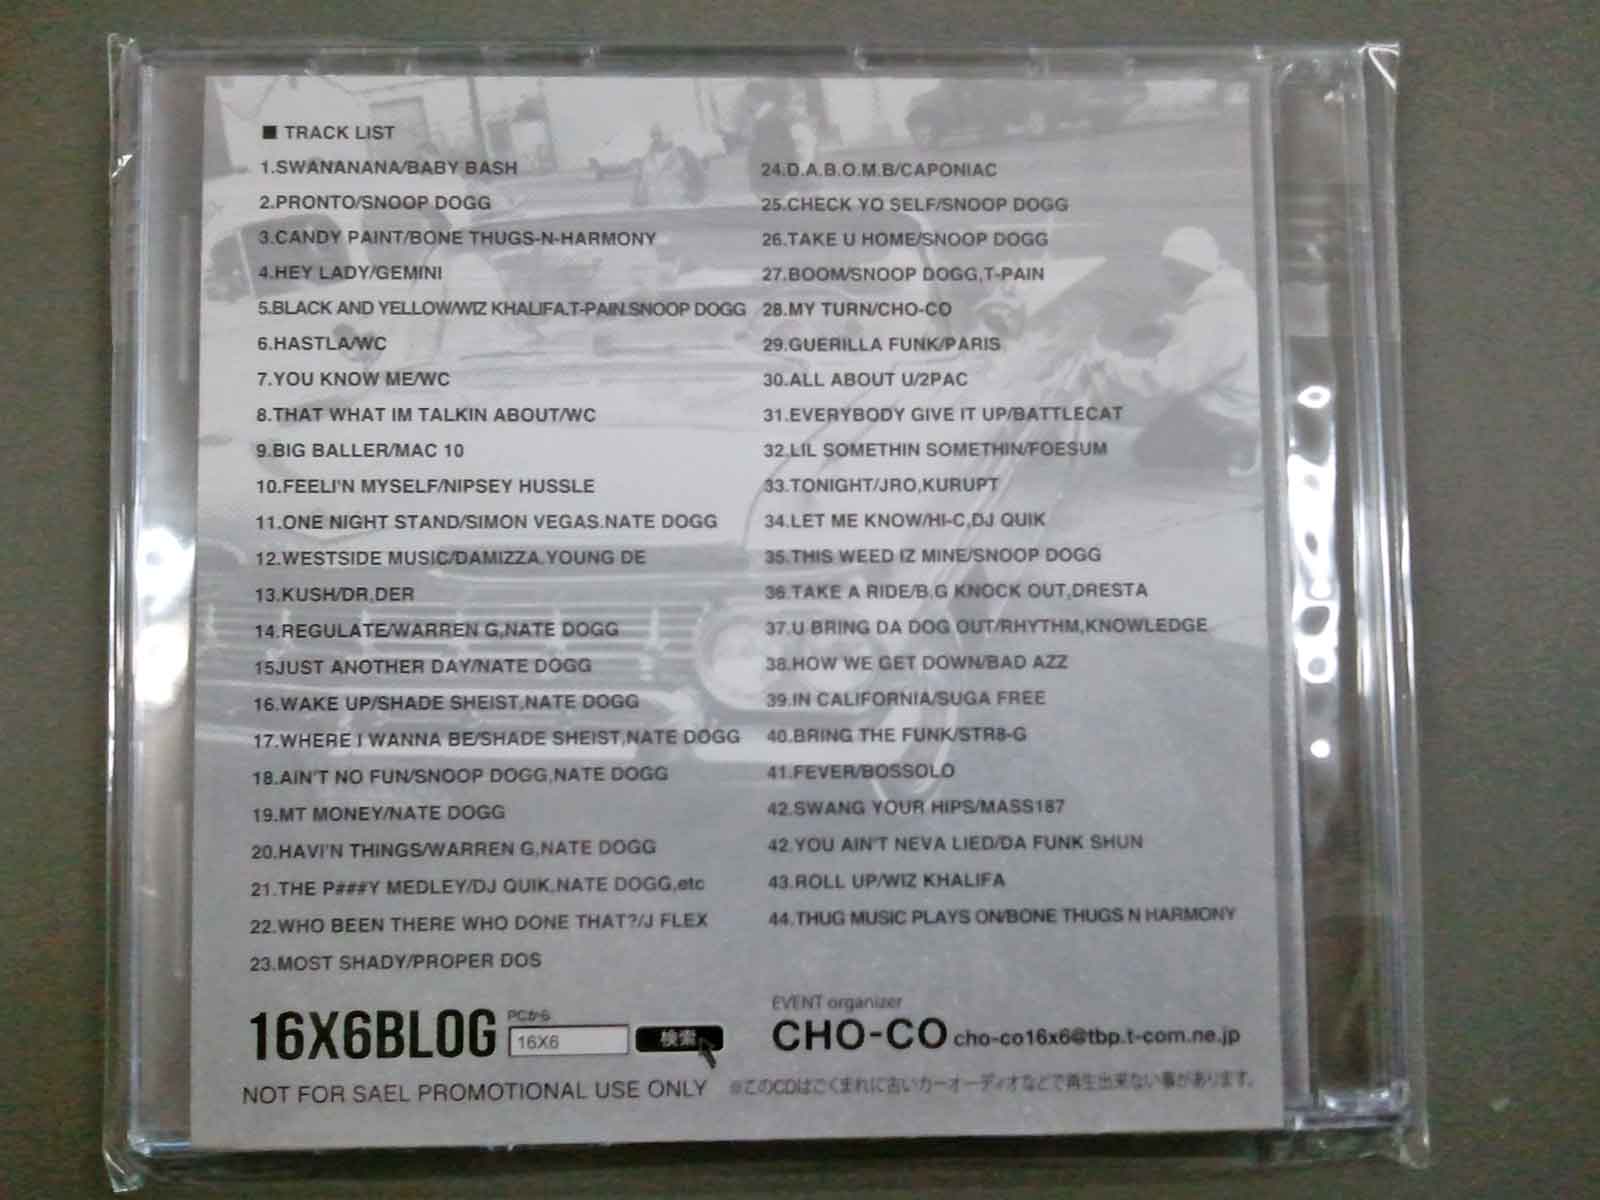 ■ TRACK LIST
1.SWANANANA/BABY BASH
2.PRONTO/SNOOP DOGG
3.CANDY PAINT/BONE THUGS-N-HARMONY
4.HEY LADY/GEMINI
5.BLACK AND YELLOW/WIZ KHALIFA.T-PAIN.SNOOP DOGG
6.HASTLA/WC
7.YOU KNOW ME/WC
8.THAT WHAT IM TALKIN ABOUT/WC
9.BIG BALLER/MAC 10
10.FEELI'N MYSELF/NIPSEY HUSSLE
11.ONE NIGHT STAND/SIMON VEGAS.NATE DOGG
12.WESTSIDE MUSIC/DAMIZZA.YOUNG DE
13.KUSH/DR,DER
14.REGULATE/WARREN G,NATE DOGG
15JUST ANOTHER DAY/NATE DOGG
16.WAKE UP/SHADE SHEIST,NATE DOGG
17.WHERE I WANNA BE/SHADE SHEIST,NATE DOGG
18.AIN'T NO FUN/SNOOP DOGG,NATE DOGG
19.MT MONEY/NATE DOGG
20.HAVI'N THINGS/WARREN G,NATE DOGG
21.THE P###Y MEDLEY/DJ QUIK,NATE DOGG,etc
22.WHO BEEN THERE WHO DONE THAT?/J FLEX
23.MOST SHADY/PROPER DOS
24.D.A.B.O.M.B/CAPONIAC
25.CHECK YO SELF/SNOOP DOGG
26.TAKE U HOME/SNOOP DOGG
27.BOOM/SNOOP DOGG,T-PAIN
28.MY TURN/CHO-CO
29.GUERILLA FUNK/PARIS
30.ALL ABOUT U/2PAC
31.EVERYBODY GIVE IT UP/BATTLECAT
32.LIL SOMETHIN SOMETHIN/FOESUM
33.TONIGHT/JRO,KURUPT
34.LET ME KNOW/HI-C,DJ QUIK
35.THIS WEED IZ MINE/SNOOP DOGG
36.TAKE A RIDE/B.G KNOCK OUT,DRESTA
37.U BRING DA DOG OUT/RHYTHM,KNOWLEDGE
38.HOW WE GET DOWN/BAD AZZ
39.IN CALIFORNIA/SUGA FREE
40.BRING THE FUNK/STR8-G
41.FEVER/BOSSOLO
42.SWANG YOUR HIPS/MASS187
42.YOU AIN'T NEVA LIED/DA FUNK SHUN
43.ROLL UP/WIZ KHALIFA
44.THUG MUSIC PLAYS ON/BONE THUGS N HARMONY
16X6BLOG
PCから
16X6
検索
EVENT organizer
CHO-CO cho-co16x6@tbp.t-com.ne.jp
NOT FOR SAEL PROMOTIONAL USE ONLY
※このCDはごくまれに古いカーオーディオなどで再生出来ない事があります。